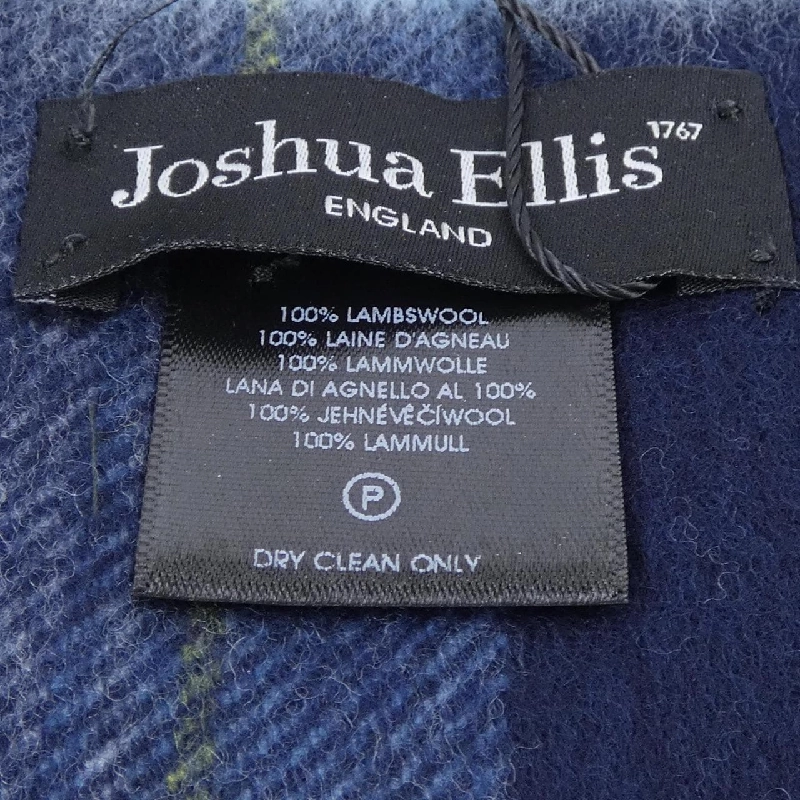 Joshua Ellis 1767
ENGLAND
100% LAMBSWOOL
100% LAINE D'AGNEAU
100% LAMMWOLLE
LANA DI AGNELLO AL 100%
100% JEHNÉVĚČÍWOOL
100% LAMMULL
P
DRY CLEAN ONLY